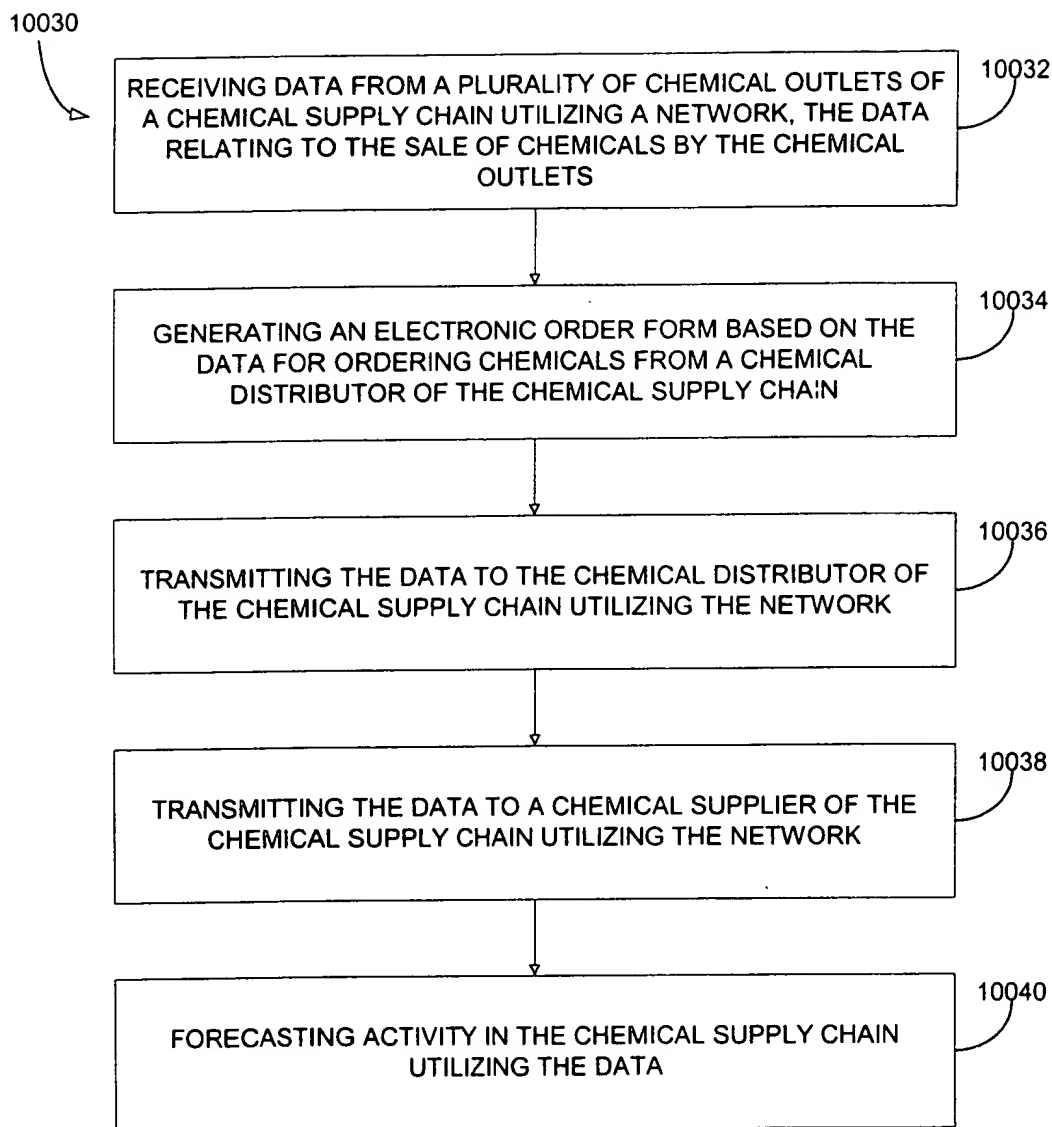 10030
10032
RECEIVING DATA FROM A PLURALITY OF CHEMICAL OUTLETS OF
A CHEMICAL SUPPLY CHAIN UTILIZING A NETWORK, THE DATA
RELATING TO THE SALE OF CHEMICALS BY THE CHEMICAL
OUTLETS
10034
GENERATING AN ELECTRONIC ORDER FORM BASED ON THE
DATA FOR ORDERING CHEMICALS FROM A CHEMICAL
DISTRIBUTOR OF THE CHEMICAL SUPPLY CHAIN
10036
TRANSMITTING THE DATA TO THE CHEMICAL DISTRIBUTOR OF
THE CHEMICAL SUPPLY CHAIN UTILIZING THE NETWORK
10038
TRANSMITTING THE DATA TO A CHEMICAL SUPPLIER OF THE
CHEMICAL SUPPLY CHAIN UTILIZING THE NETWORK
10040
FORECASTING ACTIVITY IN THE CHEMICAL SUPPLY CHAIN
UTILIZING THE DATA